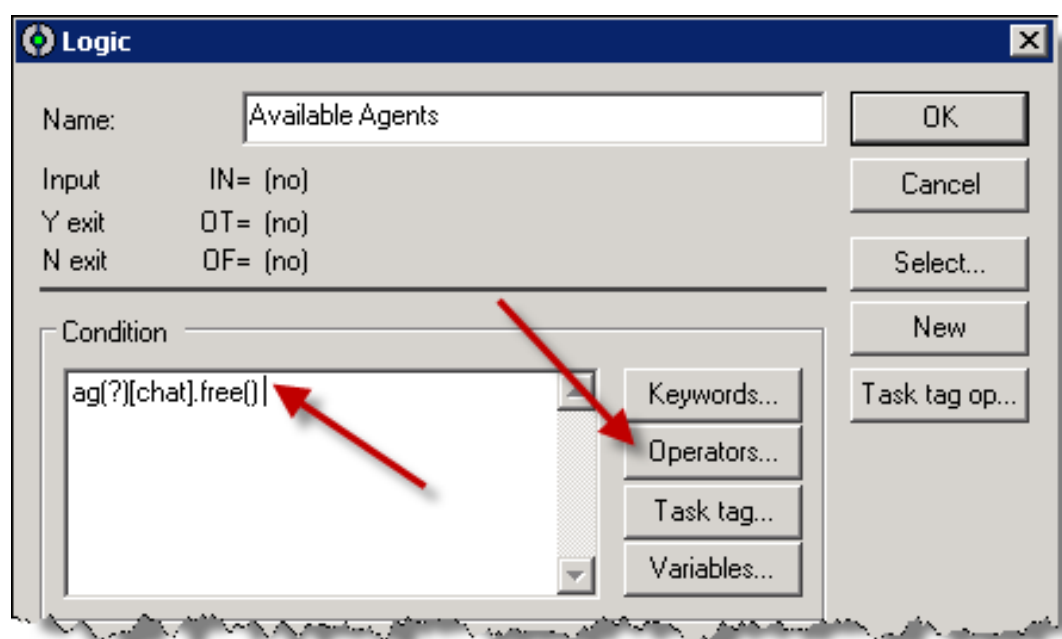 Logic
Name: Available Agents
OK
Input IN= (no)
Cancel
Y exit OT= (no)
N exit OF= (no)
Select...
New
Condition
ag(?)[chat].free()
Keywords...
Task tag op...
Operators...
Task tag...
Variables...